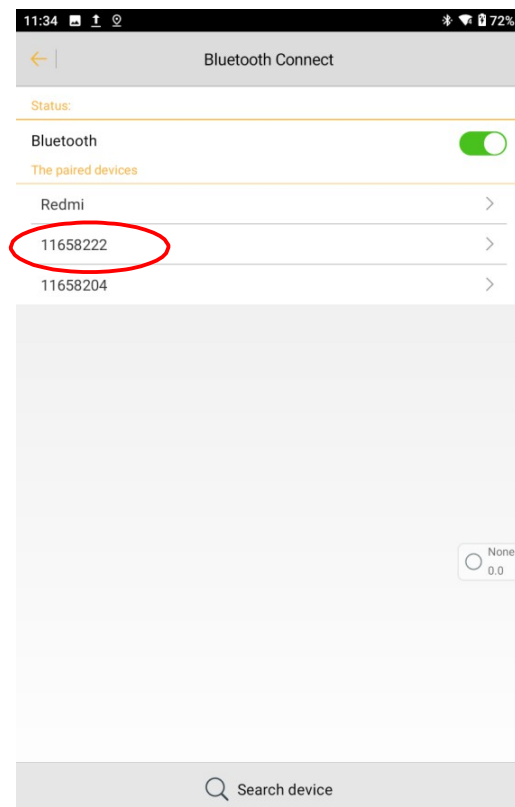 11:34 72%
Bluetooth Connect
Status:
Bluetooth
The paired devices
Redmi
11658222
11658204
None
0.0
Search device